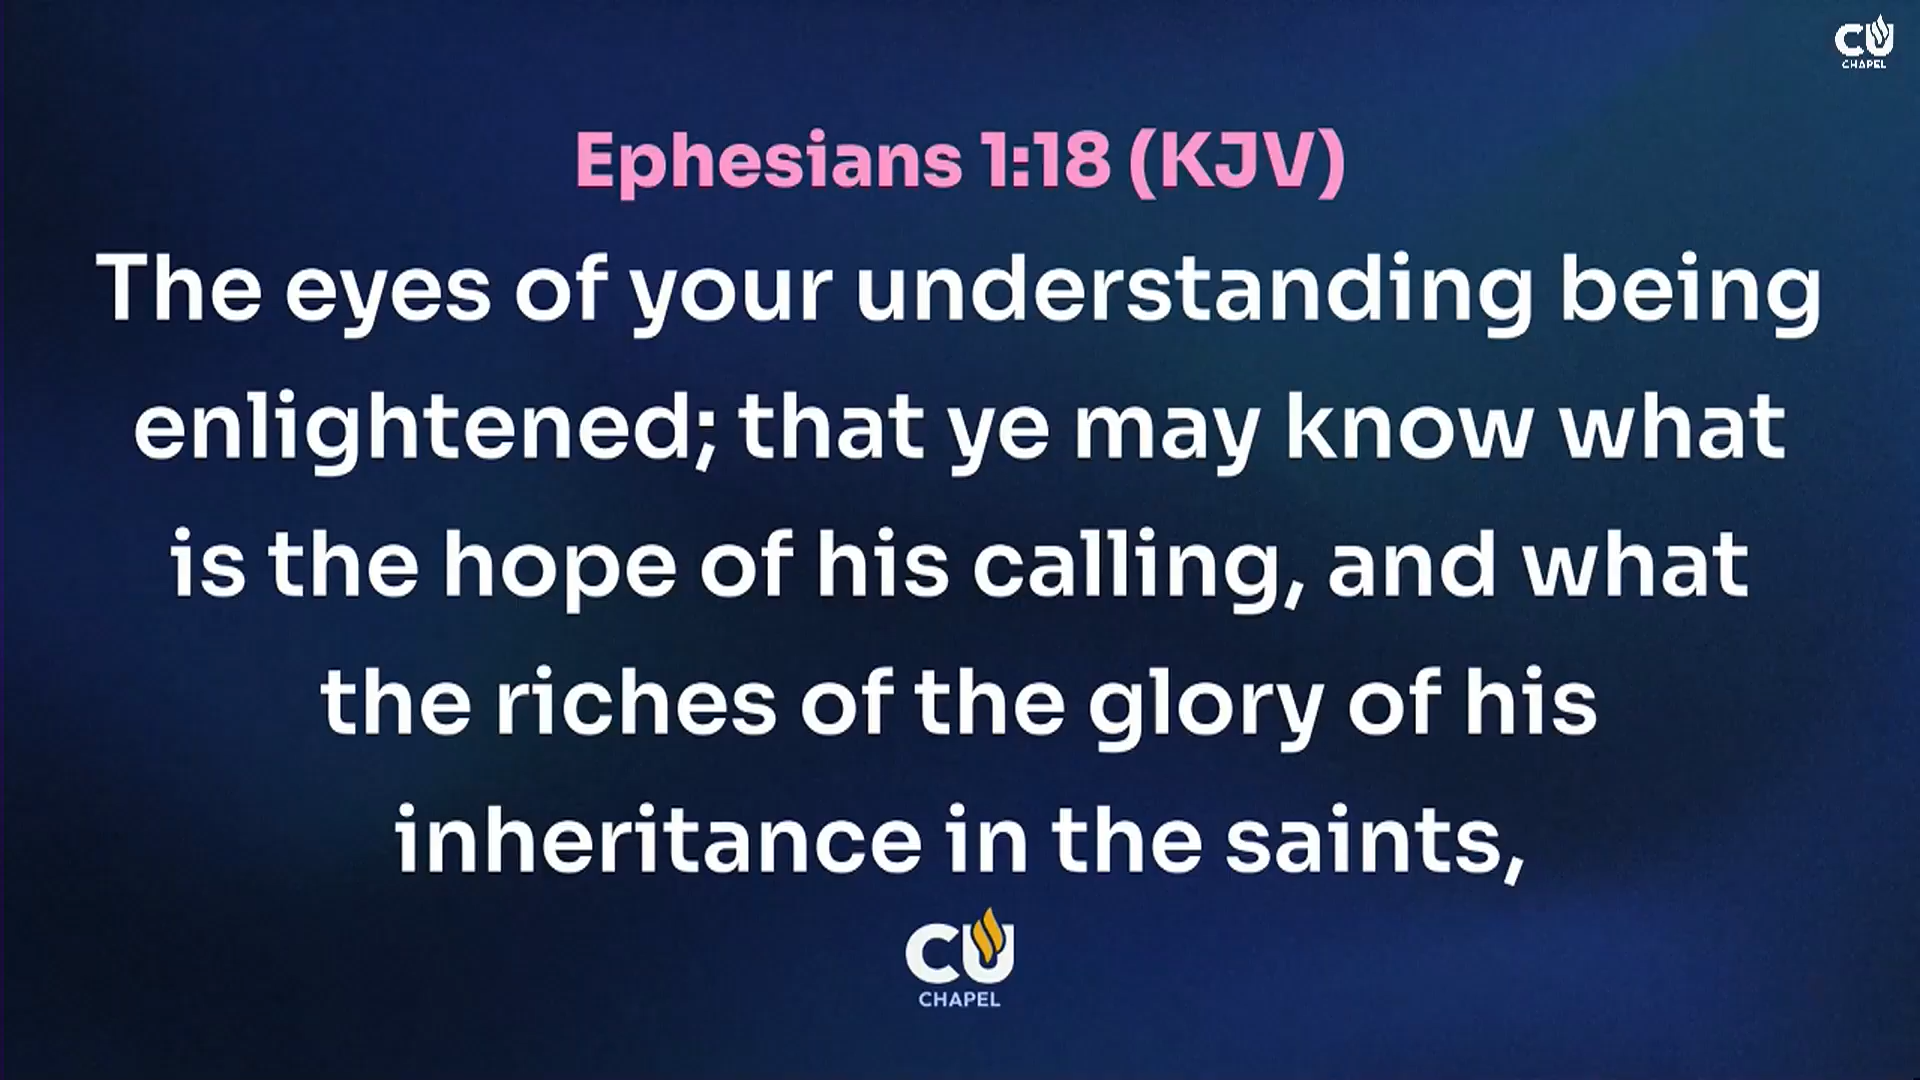 CU
CHAPEL
Ephesians 1:18 (KJV)
The eyes of your understanding being
enlightened; that ye may know what
is the hope of his calling, and what
the riches of the glory of his
inheritance in the saints,
CU
CHAPEL